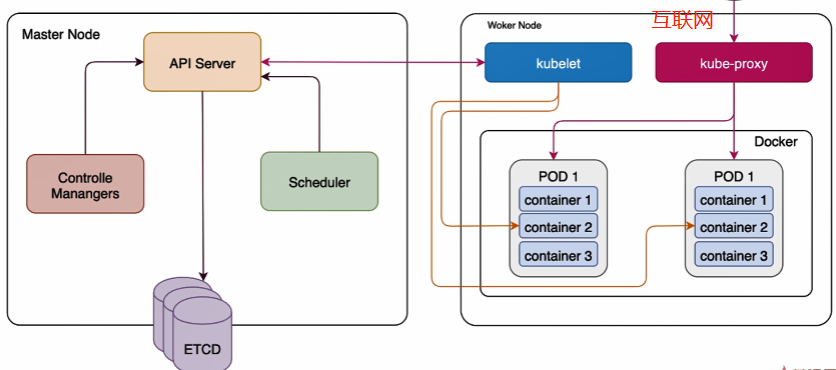 Master Node
API Server
Controlle
Manangers
Scheduler
ETCD
互联网
Woker Node
kubelet
kube-proxy
Docker
POD 1
container 1
container 2
container 3
POD 1
container 1
container 2
container 3